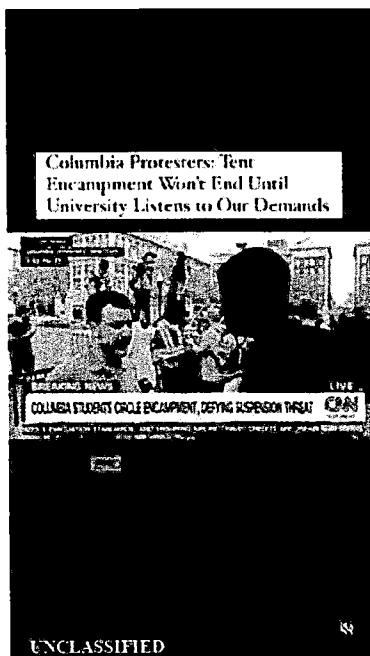 Columbia Protesters: Tent
Encampment Won't End Until
University Listens to Our Demands
BREAKING NEWS
LIVE
COLUMBIA STUDENTS CIRCLE ENCAMPMENT, DEFYING SUSPENSION THREAT
CNN
UNCLASSIFIED